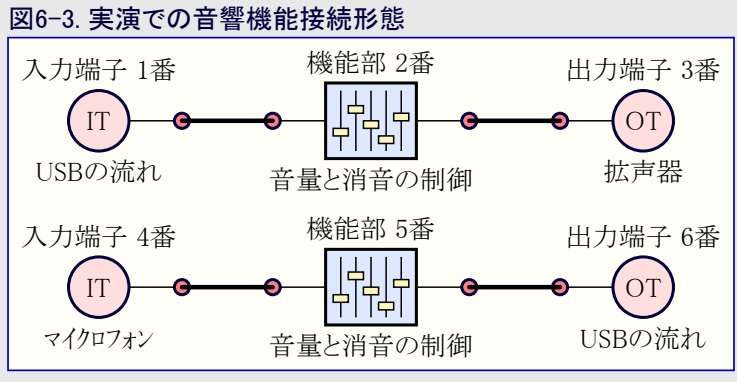 図6-3. 実演での音響機能接続形態
入力端子 1番
機能部 2番
出力端子 3番
IT
OT
USBの流れ
音量と消音の制御
拡声器
入力端子 4番
機能部 5番
出力端子 6番
IT
OT
マイクロフォン
音量と消音の制御
USBの流れ